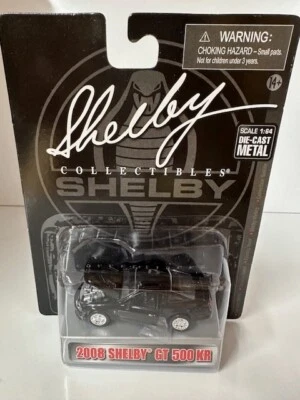 ⚠ WARNING:
CHOKING HAZARD – Small parts.
Not for children under 3 years.
14+
Shelby
COLLECTIBLES®
SCALE 1:64
DIE-CAST
METAL
SHELBY
2008 SHELBY™ GT 500 KR